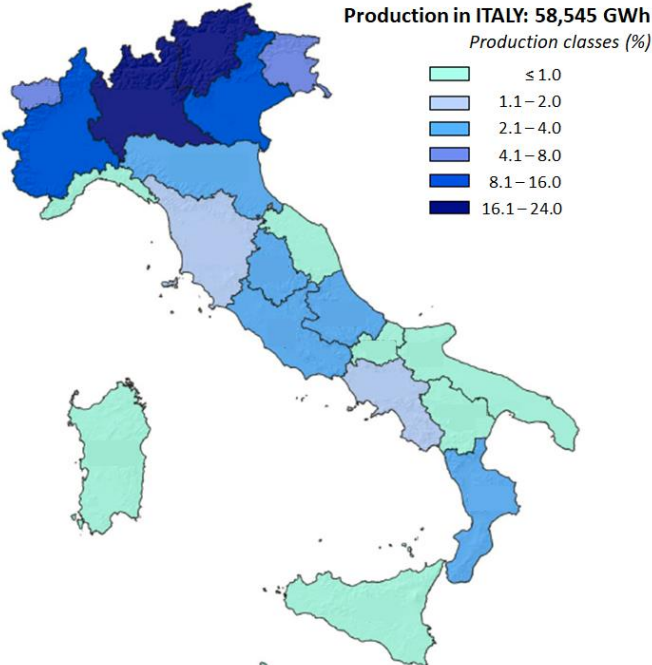 Production in ITALY: 58,545 GWh
Production classes (%)
≤ 1.0
1.1 – 2.0
2.1 – 4.0
4.1 – 8.0
8.1 – 16.0
16.1 – 24.0